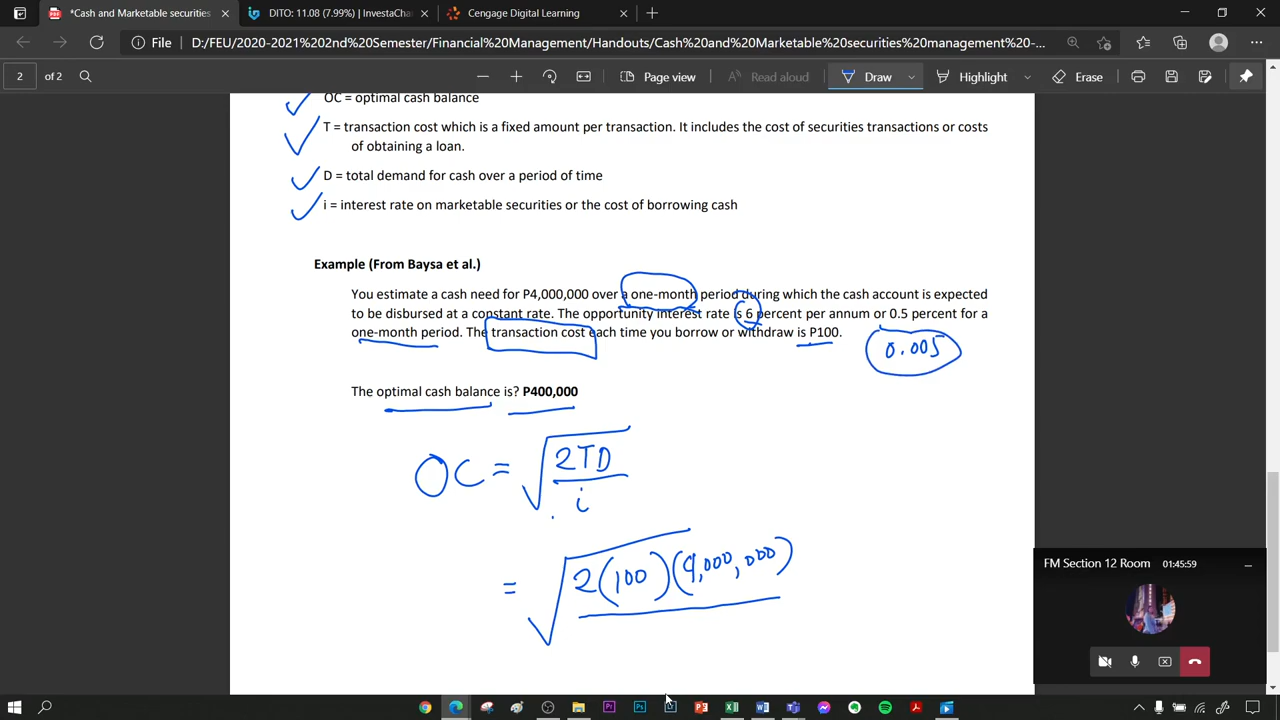 *Cash and Marketable securities
DITO: 11.08 (7.99%) | InvestaCha
Cengage Digital Learning
File
D:/FEU/2020-2021%202nd%20Semester/Financial%20Management/Handouts/Cash%20and%20Marketable%20securities%20management%20-...
2
of 2
Page view
Read aloud
Draw
Highlight
Erase
OC = optimal cash balance
T = transaction cost which is a fixed amount per transaction. It includes the cost of securities transactions or costs
of obtaining a loan.
D = total demand for cash over a period of time
i = interest rate on marketable securities or the cost of borrowing cash
Example (From Baysa et al.)
You estimate a cash need for P4,000,000 over a one-month period during which the cash account is expected
to be disbursed at a constant rate. The opportunity interest rate is 6 percent per annum or 0.5 percent for a
one-month period. The transaction cost each time you borrow or withdraw is P100.
0.005
The optimal cash balance is? P400,000
OC = √2TD
i
= √2(100)(4,000,000)
FM Section 12 Room
4:45:59